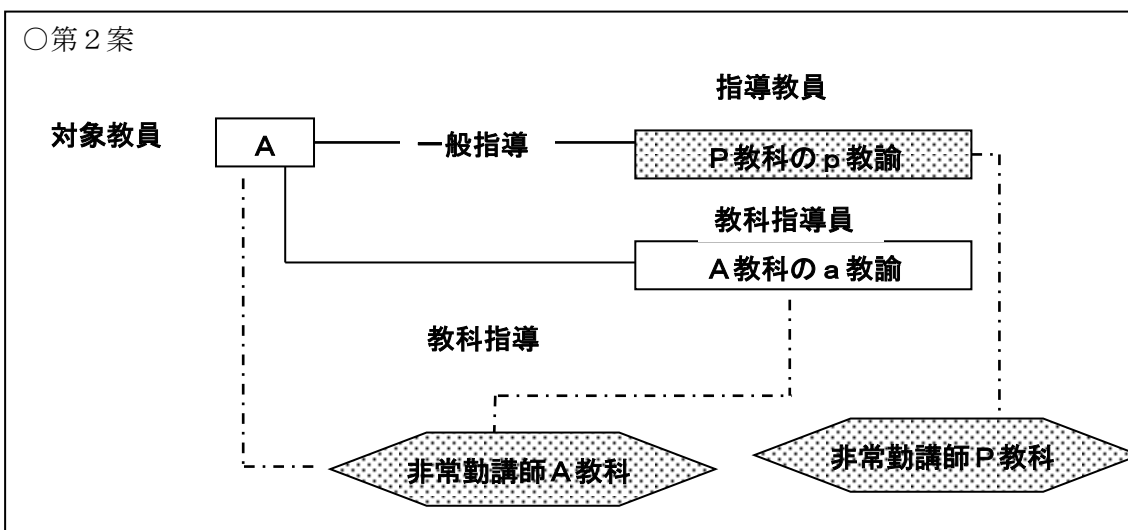 ○第２案
指導教員
対象教員
Ａ
一般指導
Ｐ教科のｐ教諭
教科指導員
Ａ教科のａ教諭
教科指導
非常勤講師Ａ教科
非常勤講師Ｐ教科